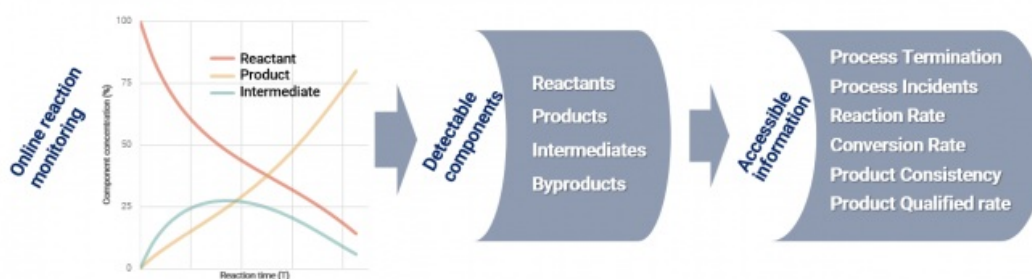 Online reaction
monitoring
Component concentration (%)
100
75
50
25
0
Reactant
Product
Intermediate
Reaction time (T)
Detectable
components
Reactants
Products
Intermediates
Byproducts
Accessible
information
Process Termination
Process Incidents
Reaction Rate
Conversion Rate
Product Consistency
Product Qualified rate